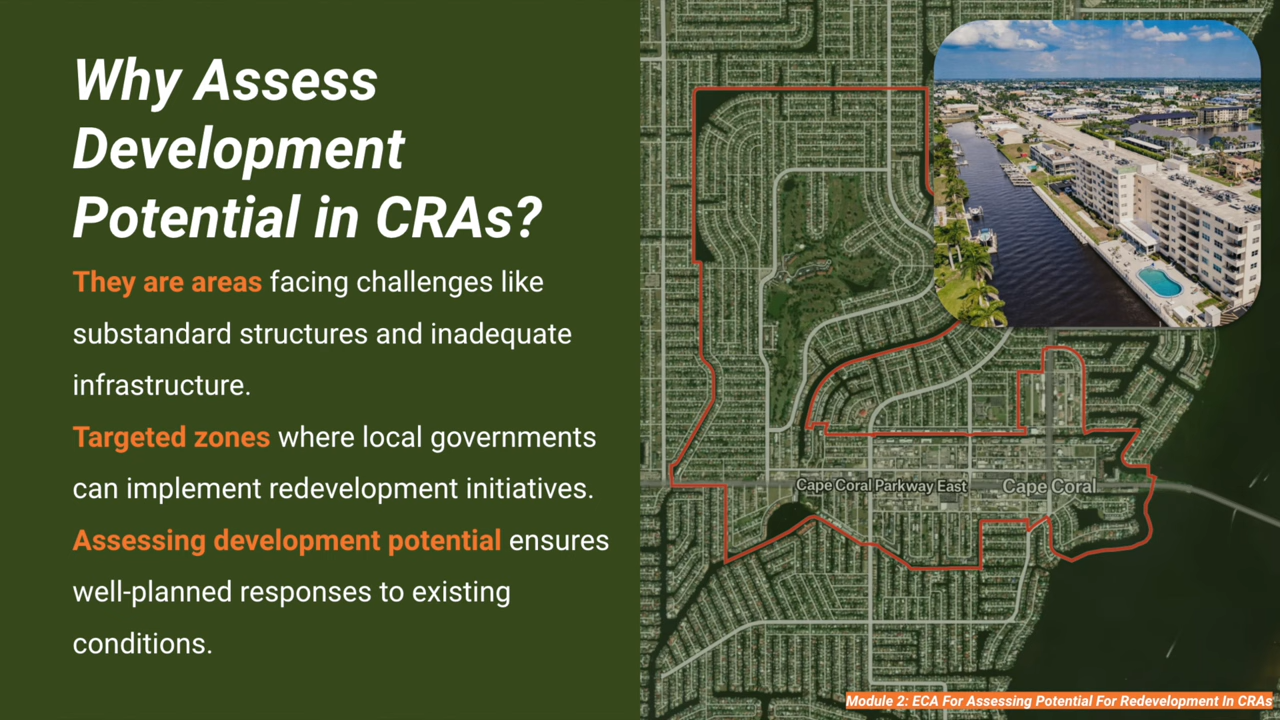 Why Assess
Development
Potential in CRAs?
They are areas facing challenges like
substandard structures and inadequate
infrastructure.
Targeted zones where local governments
can implement redevelopment initiatives.
Assessing development potential ensures
well-planned responses to existing
conditions.
Cape Coral Parkway East
Cape Coral
Module 2: ECA For Assessing Potential For Redevelopment In CRAs